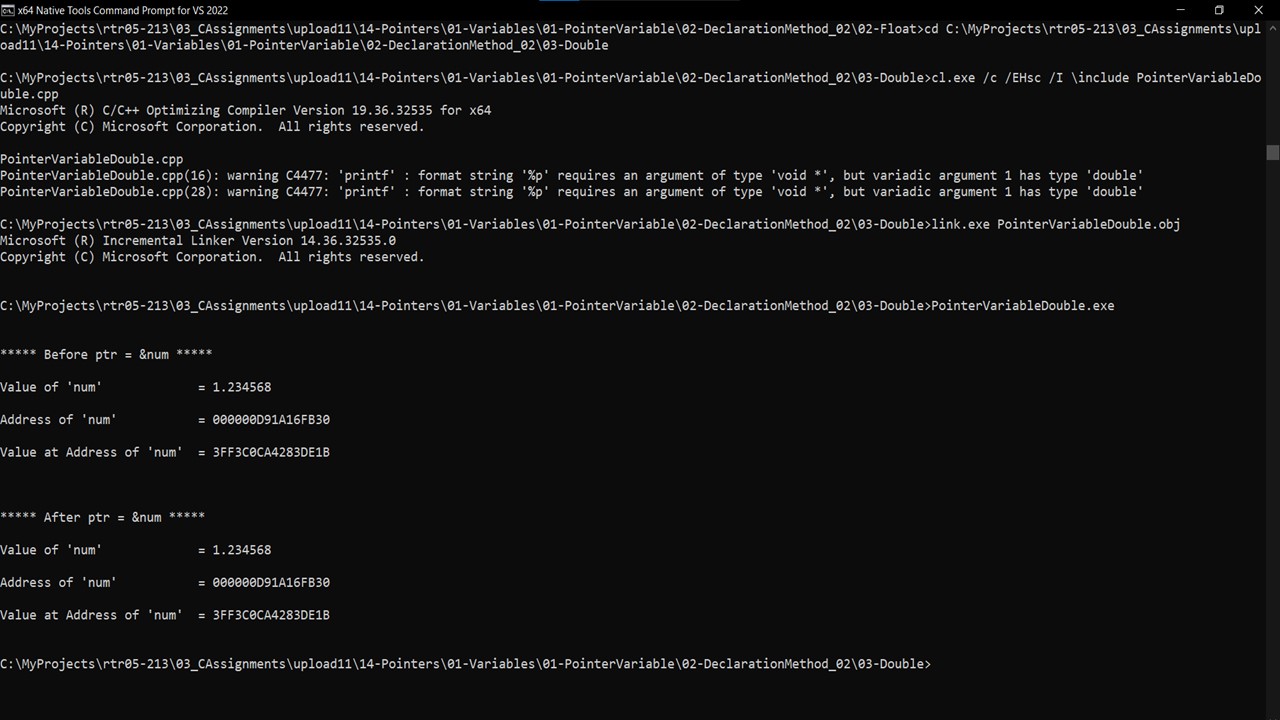 x64 Native Tools Command Prompt for VS 2022
C:\MyProjects\rtr05-213\03_CAssignments\upload11\14-Pointers\01-Variables\01-PointerVariable\02-DeclarationMethod_02\02-Float>cd C:\MyProjects\rtr05-213\03_CAssignments\upl
oad11\14-Pointers\01-Variables\01-PointerVariable\02-DeclarationMethod_02\03-Double
C:\MyProjects\rtr05-213\03_CAssignments\upload11\14-Pointers\01-Variables\01-PointerVariable\02-DeclarationMethod_02\03-Double>cl.exe /c /EHsc /I \include PointerVariableDo
uble.cpp
Microsoft (R) C/C++ Optimizing Compiler Version 19.36.32535 for x64
Copyright (C) Microsoft Corporation.  All rights reserved.
PointerVariableDouble.cpp
PointerVariableDouble.cpp(16): warning C4477: 'printf' : format string '%p' requires an argument of type 'void *', but variadic argument 1 has type 'double'
PointerVariableDouble.cpp(28): warning C4477: 'printf' : format string '%p' requires an argument of type 'void *', but variadic argument 1 has type 'double'
C:\MyProjects\rtr05-213\03_CAssignments\upload11\14-Pointers\01-Variables\01-PointerVariable\02-DeclarationMethod_02\03-Double>link.exe PointerVariableDouble.obj
Microsoft (R) Incremental Linker Version 14.36.32535.0
Copyright (C) Microsoft Corporation.  All rights reserved.
C:\MyProjects\rtr05-213\03_CAssignments\upload11\14-Pointers\01-Variables\01-PointerVariable\02-DeclarationMethod_02\03-Double>PointerVariableDouble.exe
***** Before ptr = &num *****
Value of 'num'             = 1.234568
Address of 'num'           = 000000D91A16FB30
Value at Address of 'num'  = 3FF3C0CA4283DE1B
***** After ptr = &num *****
Value of 'num'             = 1.234568
Address of 'num'           = 000000D91A16FB30
Value at Address of 'num'  = 3FF3C0CA4283DE1B
C:\MyProjects\rtr05-213\03_CAssignments\upload11\14-Pointers\01-Variables\01-PointerVariable\02-DeclarationMethod_02\03-Double>